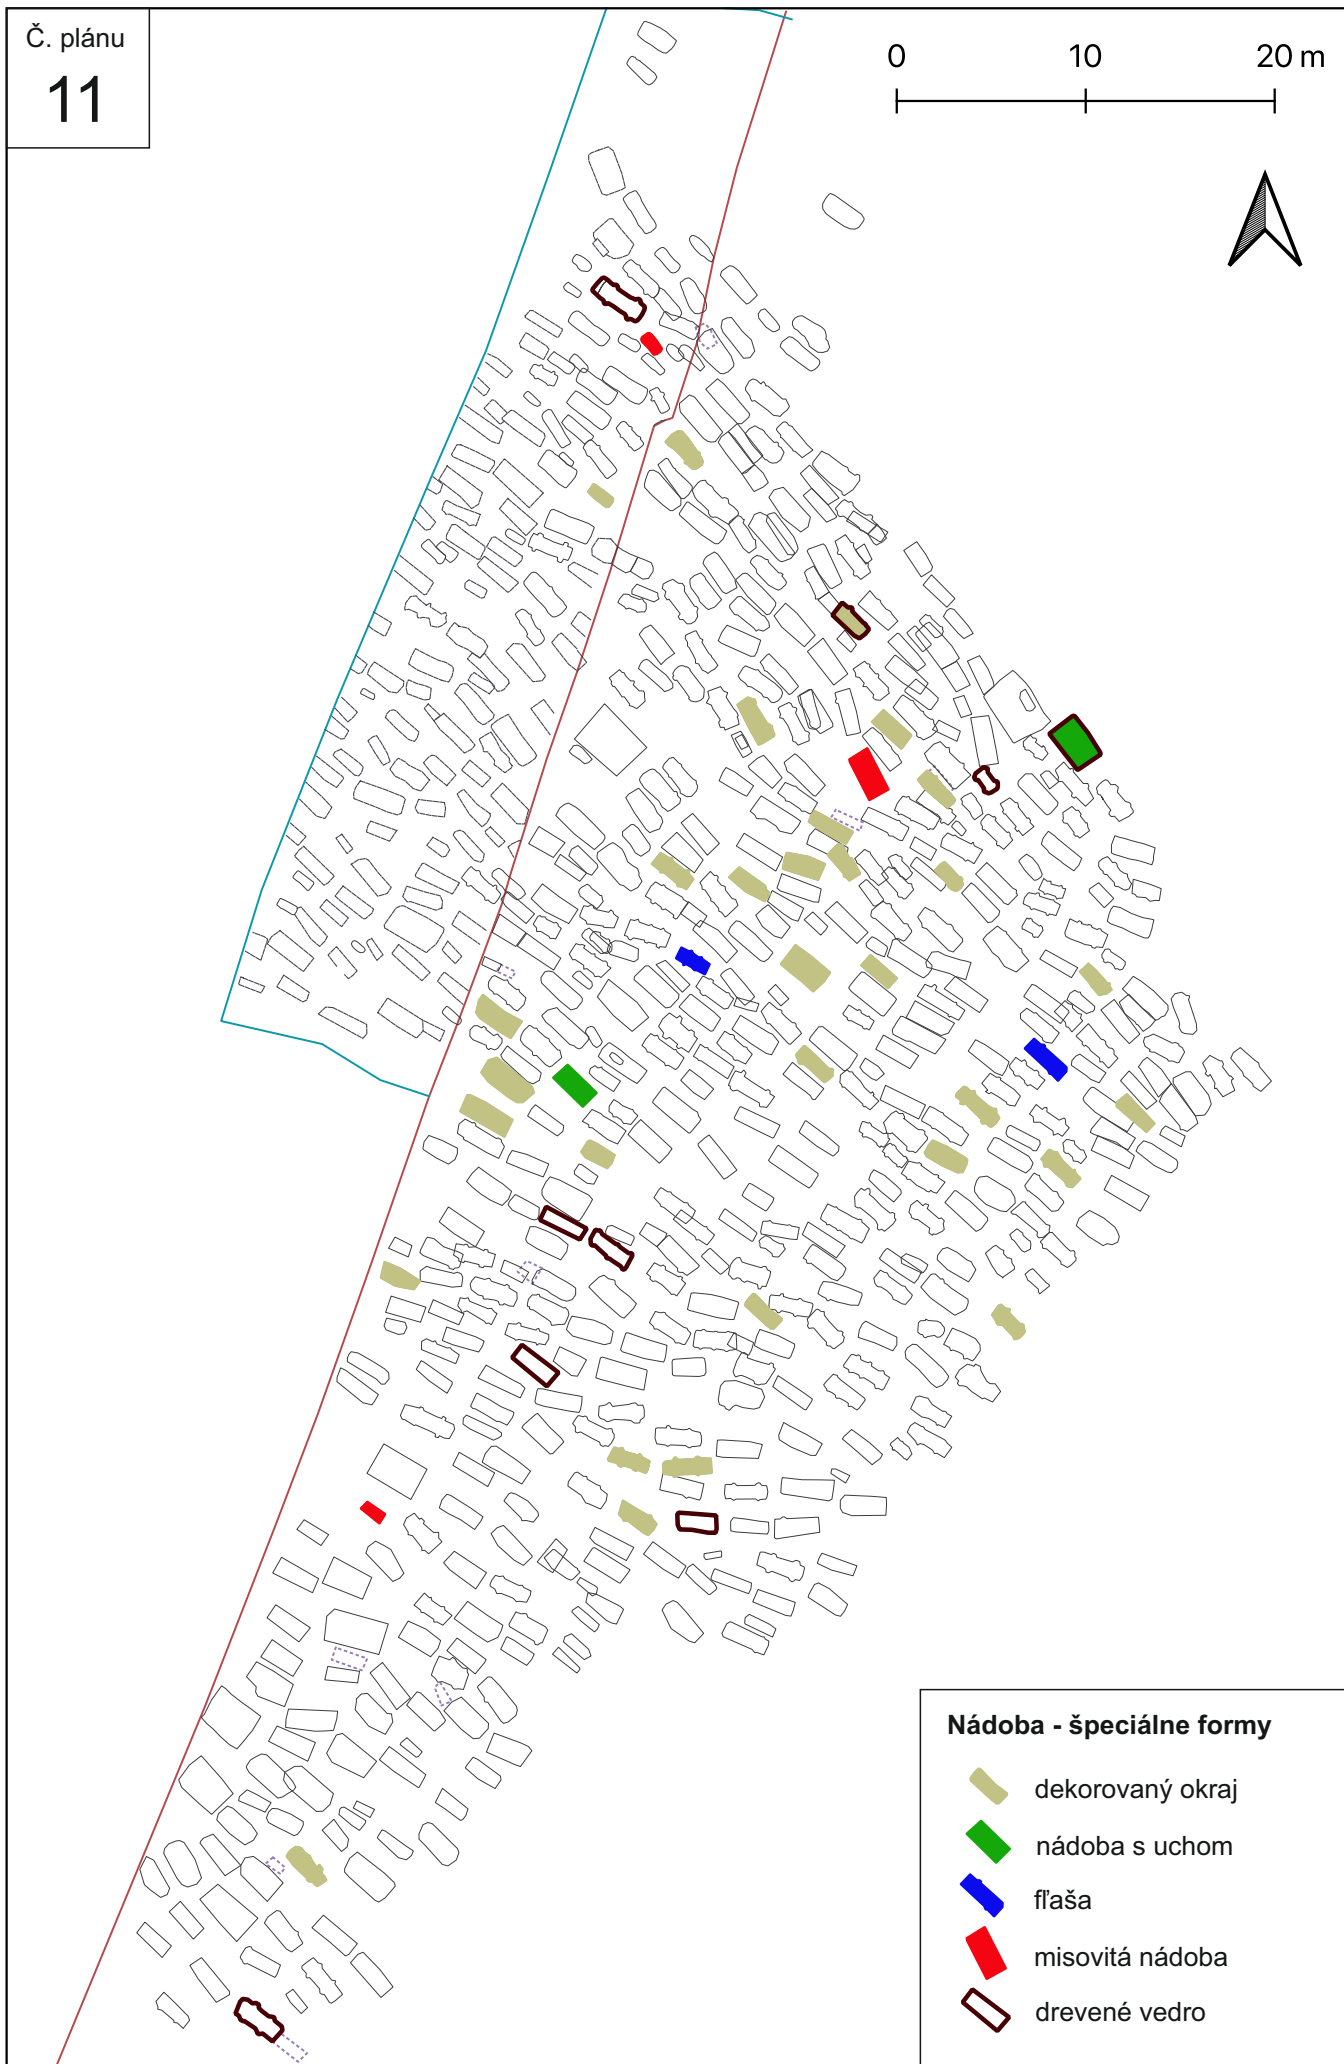 Č. plánu
11
0 10 20 m
Nádoba - špeciálne formy
dekorovaný okraj
nádoba s uchom
fľaša
misovitá nádoba
drevené vedro